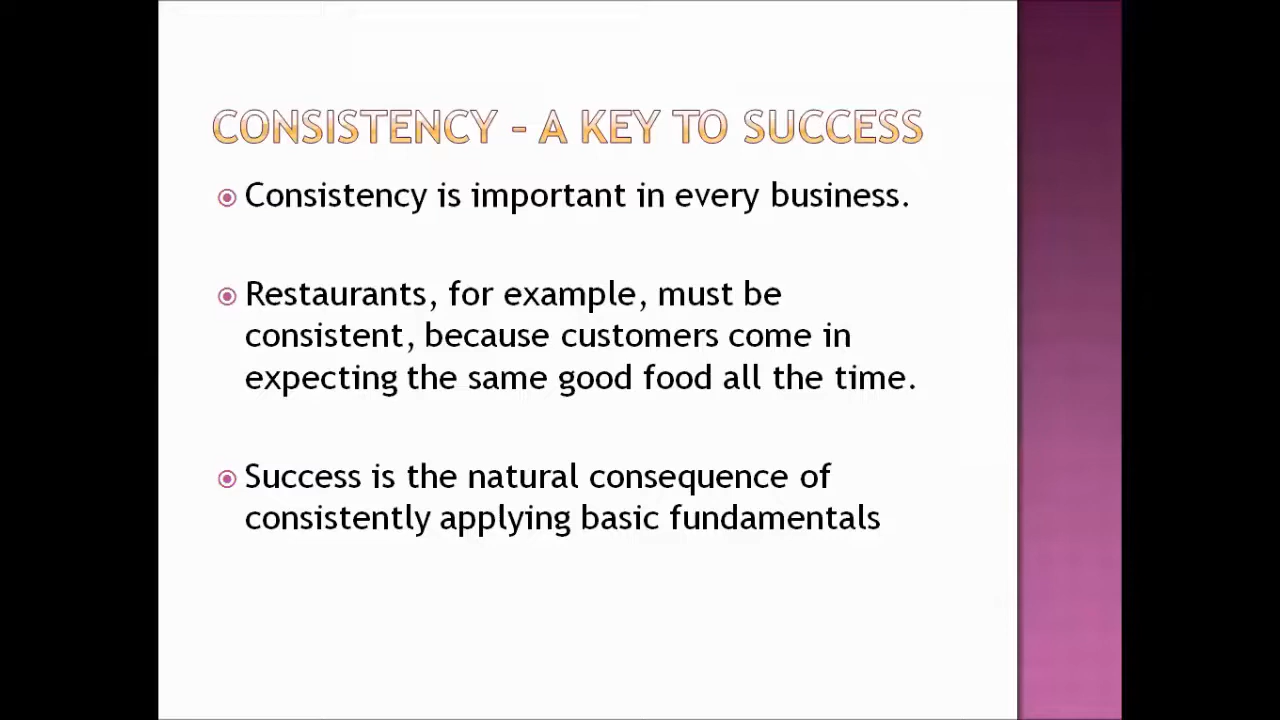 CONSISTENCY - A KEY TO SUCCESS
Consistency is important in every business.
Restaurants, for example, must be
consistent, because customers come in
expecting the same good food all the time.
Success is the natural consequence of
consistently applying basic fundamentals